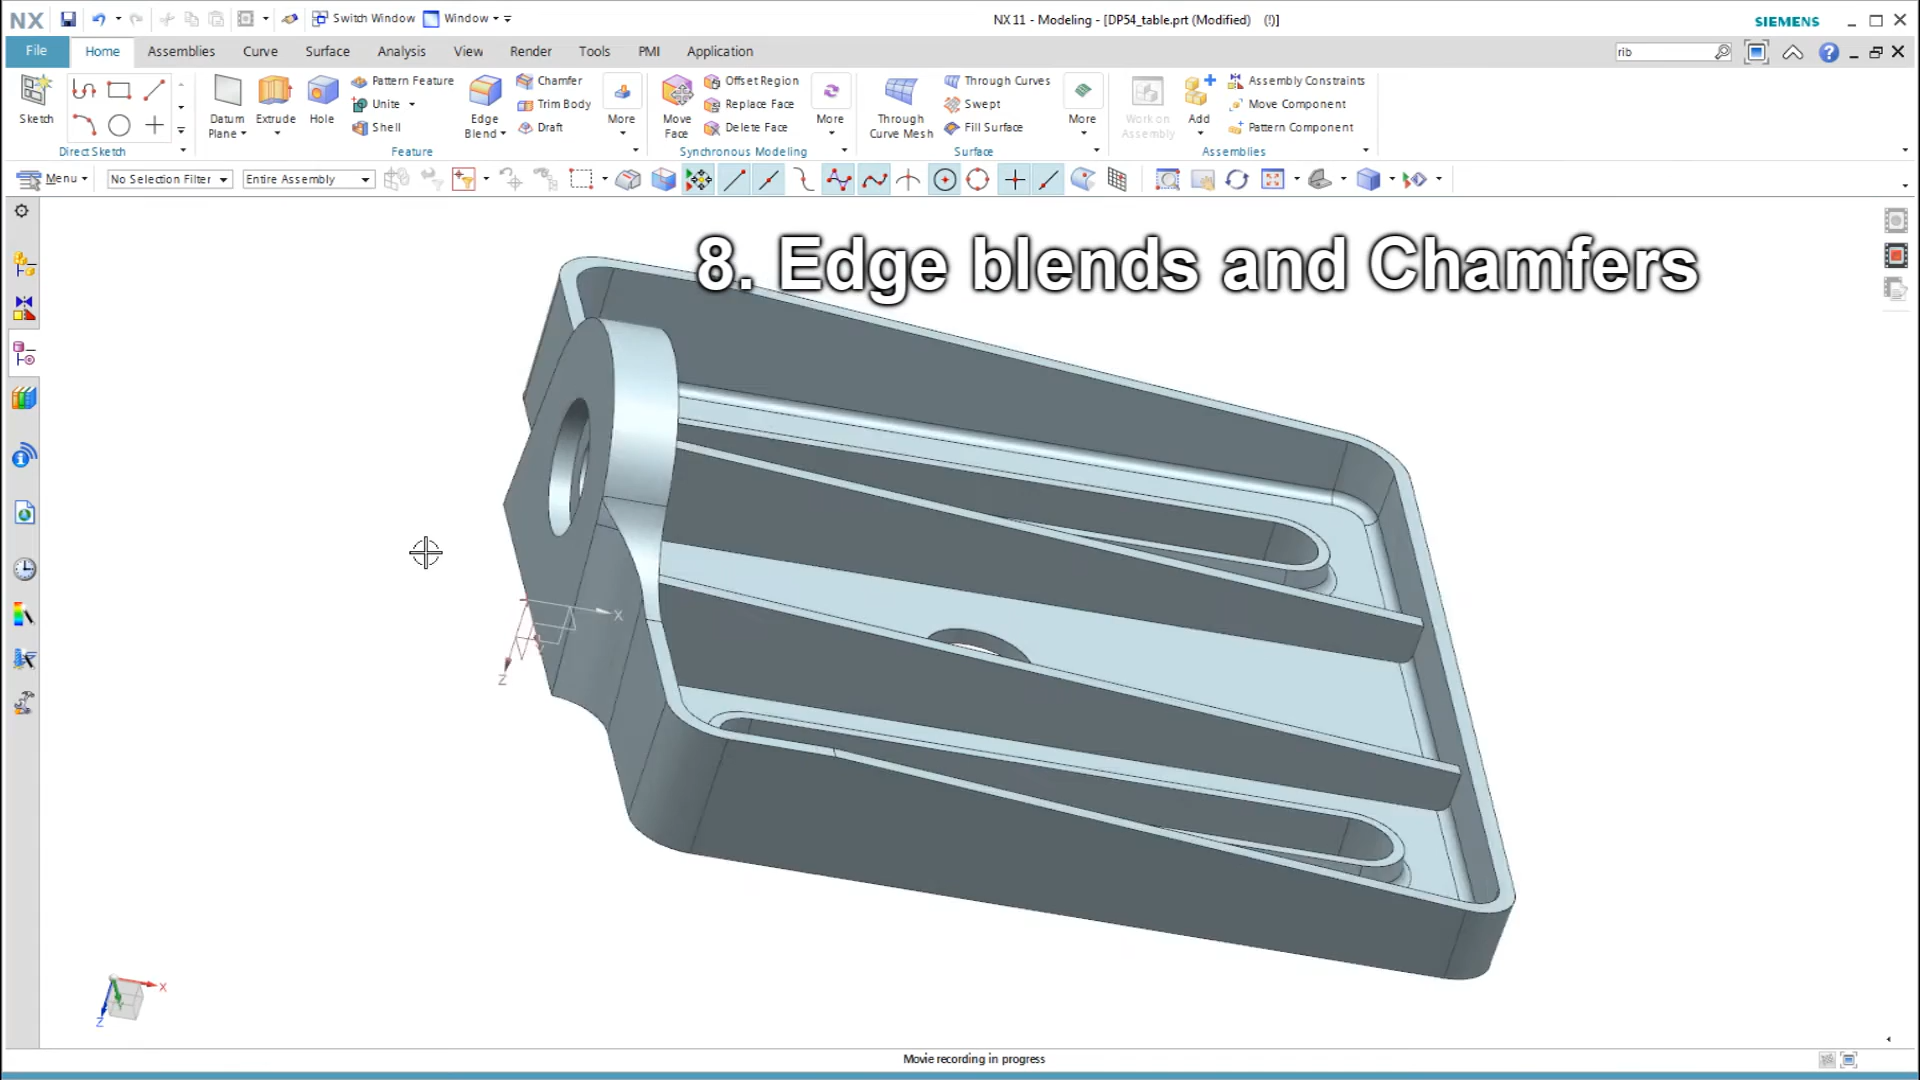 NX
Switch Window
Window
NX 11 - Modeling - [DP54_table.prt (Modified) (!)]
SIEMENS
File
Home
Assemblies
Curve
Surface
Analysis
View
Render
Tools
PMI
Application
rib
Sketch
Direct Sketch
Datum Plane
Extrude
Hole
Pattern Feature
Unite
Shell
Edge Blend
Chamfer
Trim Body
Draft
More
Feature
Move Face
Offset Region
Replace Face
Delete Face
More
Synchronous Modeling
Through Curve Mesh
Through Curves
Swept
Fill Surface
More
Surface
Work on Assembly
Add
Assembly Constraints
Move Component
Pattern Component
Assemblies
Menu
No Selection Filter
Entire Assembly
8. Edge blends and Chamfers
X
Z
X
Z
Movie recording in progress